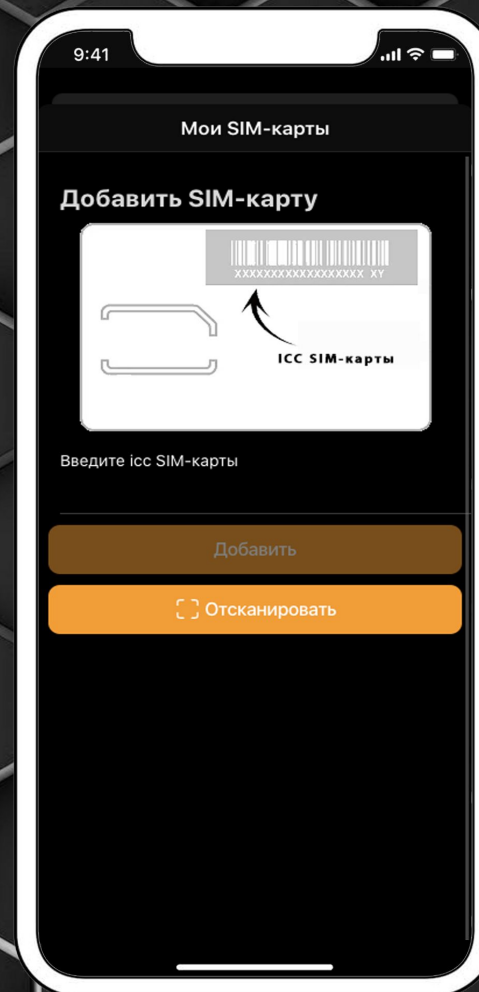 9:41
Мои SIM-карты
Добавить SIM-карту
XXXXXXXXXXXXXXXXXX XY
ICC SIM-карты
Введите icc SIM-карты
Добавить
Отсканировать